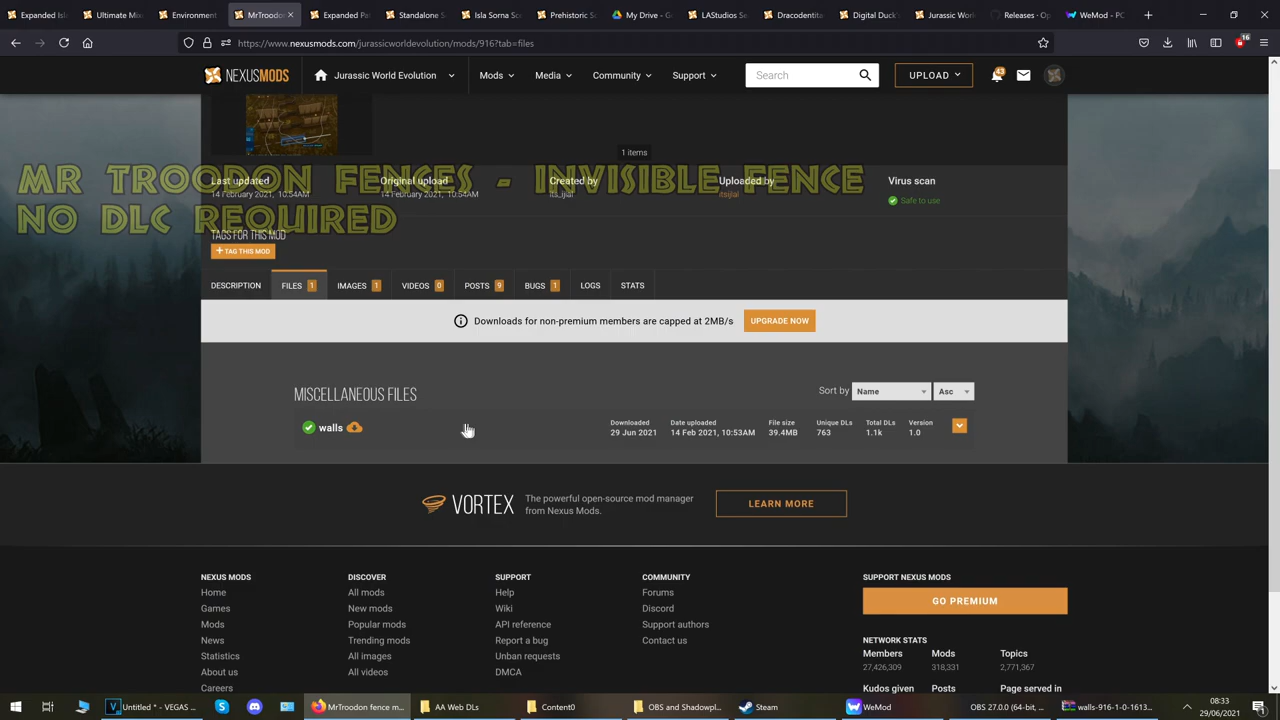 Expanded Isl
Ultimate Mix
Environment
MrTroodon
Expanded Pa
Standalone S
Isla Sorna Sc
Prehistoric S
My Drive - G
LAStudios Se
Dracodentita
Digital Duck'
Jurassic Worl
Releases · Op
WeMod - PC
https://www.nexusmods.com/jurassicworldevolution/mods/916?tab=files
16
NEXUSMODS
Jurassic World Evolution
Mods
Media
Community
Support
Search
UPLOAD
43
1 items
MR TROODON FENCES - INVISIBLE FENCE
NO DLC REQUIRED
Last updated
14 February 2021, 10:54AM
Original upload
14 February 2021, 10:54AM
Created by
its_ijlal
Uploaded by
itsijlal
Virus scan
Safe to use
TAGS FOR THIS MOD
+ TAG THIS MOD
DESCRIPTION
FILES 1
IMAGES 1
VIDEOS 0
POSTS 9
BUGS 1
LOGS
STATS
Downloads for non-premium members are capped at 2MB/s
UPGRADE NOW
MISCELLANEOUS FILES
Sort by
Name
Asc
walls
Downloaded
29 Jun 2021
Date uploaded
14 Feb 2021, 10:53AM
File size
39.4MB
Unique DLs
763
Total DLs
1.1k
Version
1.0
VORTEX
The powerful open-source mod manager
from Nexus Mods.
LEARN MORE
NEXUS MODS
Home
Games
Mods
News
Statistics
About us
Careers
DISCOVER
All mods
New mods
Popular mods
Trending mods
All images
All videos
SUPPORT
Help
Wiki
API reference
Report a bug
Unban requests
DMCA
COMMUNITY
Forums
Discord
Support authors
Contact us
SUPPORT NEXUS MODS
GO PREMIUM
NETWORK STATS
Members
27,426,309
Mods
318,331
Topics
2,771,367
Kudos given
Posts
Page served in
Untitled * - VEGAS ...
MrTroodon fence m...
AA Web DLs
Content0
OBS and Shadowpla...
Steam
WeMod
OBS 27.0.0 (64-bit, ...
walls-916-1-0-1613...
08:33
29/06/2021